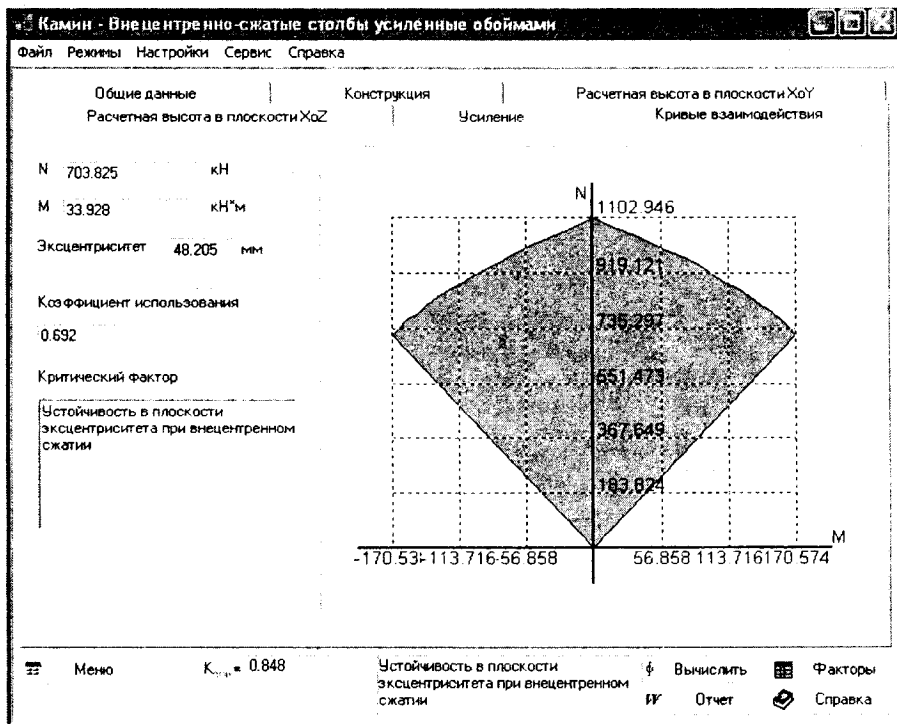 Камин - Внецентренно-сжатые столбы усиленные обоймами
Файл Режимы Настройки Сервис Справка
Общие данные Конструкция Расчетная высота в плоскости XoY
Расчетная высота в плоскости XoZ Усиление Кривые взаимодействия
N 703.825 кН
M 33.928 кН*м
Эксцентриситет 48.205 мм
Коэффициент использования
0.692
Критический фактор
Устойчивость в плоскости
эксцентриситета при внецентренном
сжатии
N
1102.946
919,121
735,297
551,473
367,649
183,824
M
-113.716 -56.858 56.858 113.716 170.574
Меню = 0.848
Устойчивость в плоскости
эксцентриситета при внецентренном
сжатии
Вычислить Факторы
W Отчет Справка